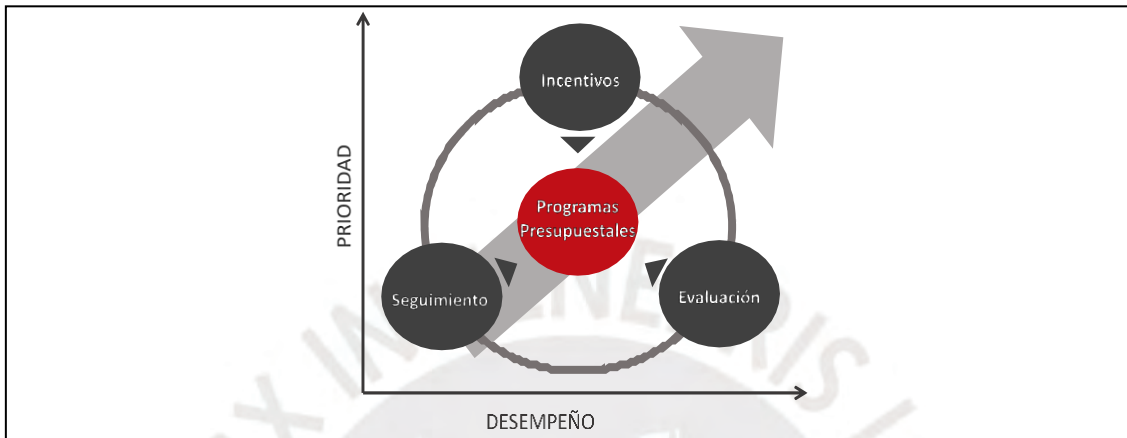 Incentivos
PRIORIDAD
Programas
Presupuestales
Seguimiento
Evaluación
DESEMPEÑO